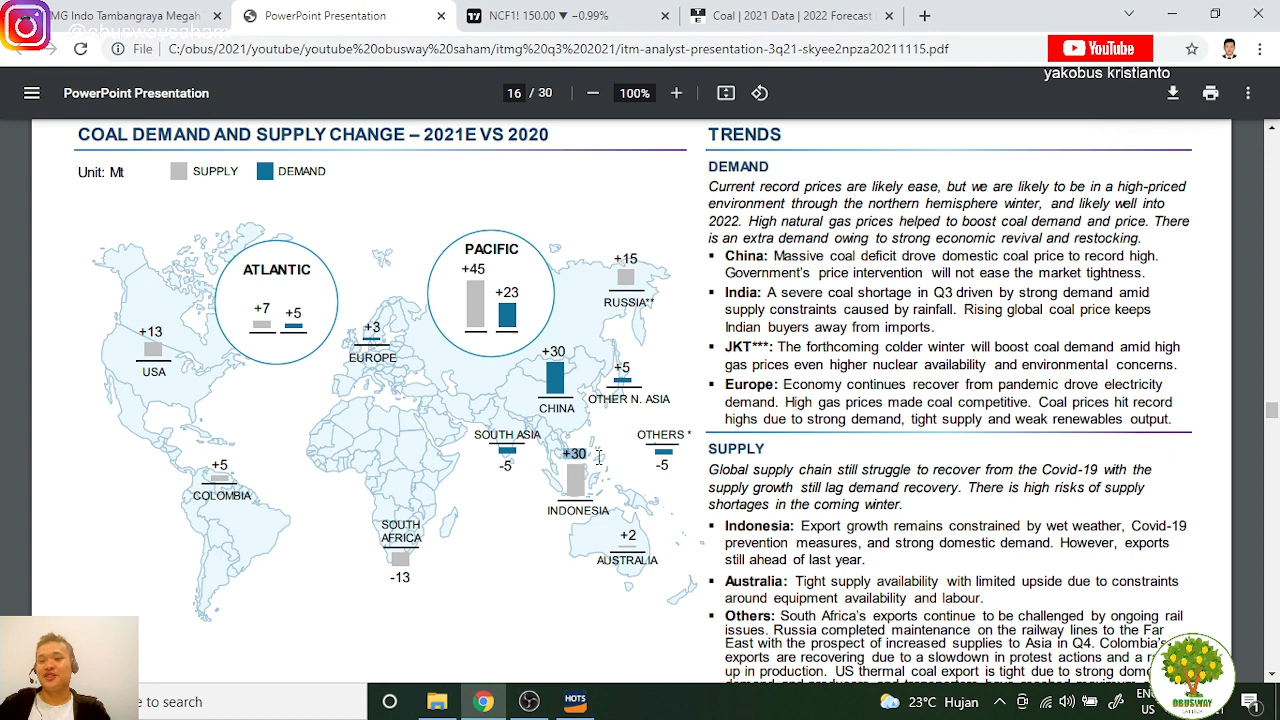 MG Indo Tambangraya Megah
PowerPoint Presentation
NCF1! 150.00 ▼ −0.99%
Coal | 2021 Data | 2022 Forecast
@obuswaysaham
File
C:/obus/2021/youtube/youtube%20obusway%20saham/itmg%20q3%202021/itm-analyst-presentation-3q21-skyee2npza20211115.pdf
YouTube
yakobus kristianto
PowerPoint Presentation
16 / 30
100%
COAL DEMAND AND SUPPLY CHANGE – 2021E VS 2020
Unit: Mt
SUPPLY
DEMAND
ATLANTIC
+7
+5
PACIFIC
+45
+23
+15
RUSSIA**
+13
USA
+3
EUROPE
+30
CHINA
+5
OTHER N. ASIA
SOUTH ASIA
-5
OTHERS *
-5
+30
INDONESIA
+5
COLOMBIA
SOUTH
AFRICA
-13
+2
AUSTRALIA
TRENDS
DEMAND
Current record prices are likely ease, but we are likely to be in a high-priced
environment through the northern hemisphere winter, and likely well into
2022. High natural gas prices helped to boost coal demand and price. There
is an extra demand owing to strong economic revival and restocking.
▪ China: Massive coal deficit drove domestic coal price to record high.
Government's price intervention will not ease the market tightness.
▪ India: A severe coal shortage in Q3 driven by strong demand amid
supply constraints caused by rainfall. Rising global coal price keeps
Indian buyers away from imports.
▪ JKT***: The forthcoming colder winter will boost coal demand amid high
gas prices even higher nuclear availability and environmental concerns.
▪ Europe: Economy continues recover from pandemic drove electricity
demand. High gas prices made coal competitive. Coal prices hit record
highs due to strong demand, tight supply and weak renewables output.
SUPPLY
Global supply chain still struggle to recover from the Covid-19 with the
supply growth still lag demand recovery. There is high risks of supply
shortages in the coming winter.
▪ Indonesia: Export growth remains constrained by wet weather, Covid-19
prevention measures, and strong domestic demand. However, exports
still ahead of last year.
▪ Australia: Tight supply availability with limited upside due to constraints
around equipment availability and labour.
▪ Others: South Africa's exports continue to be challenged by ongoing rail
issues. Russia completed maintenance on the railway lines to the Far
East with the prospect of increased supplies to Asia in Q4. Colombia's
exports are recovering due to a slowdown in protest actions and a
up in production. US thermal coal export is tight due to strong
OBUSWAY
here to search
HOTS
23°C Hujan
EN
US